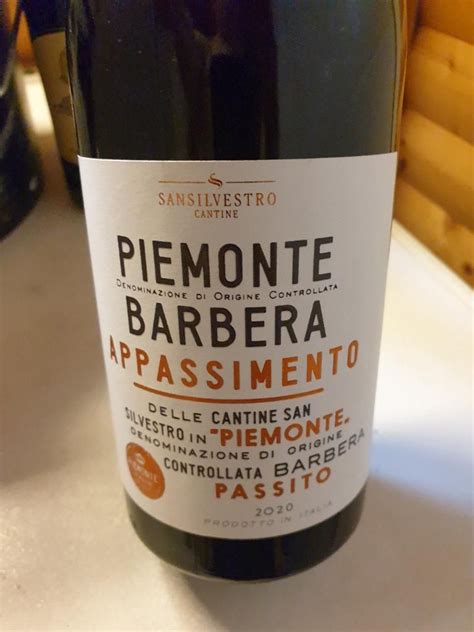 SANSILVESTRO
CANTINE
PIEMONTE
DENOMINAZIONE DI ORIGINE CONTROLLATA
BARBERA
APPASSIMENTO
DELLE CANTINE SAN
SILVESTRO IN "PIEMONTE"
DENOMINAZIONE DI ORIGINE
CONTROLLATA BARBERA
PASSITO
PIEMONTE
2020
PRODOTTO IN ITALIA